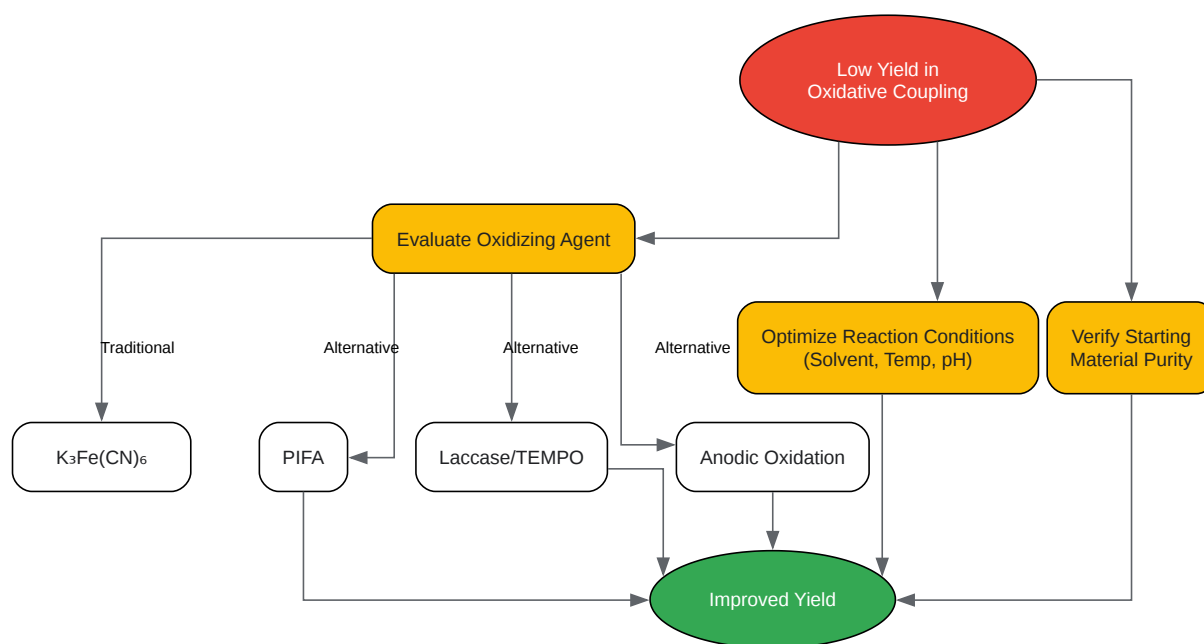 Low Yield in
Oxidative Coupling
Evaluate Oxidizing Agent
Optimize Reaction Conditions
(Solvent, Temp, pH)
Verify Starting
Material Purity
Traditional
Alternative
Alternative
Alternative
K₃Fe(CN)₆
PIFA
Laccase/TEMPO
Anodic Oxidation
Improved Yield